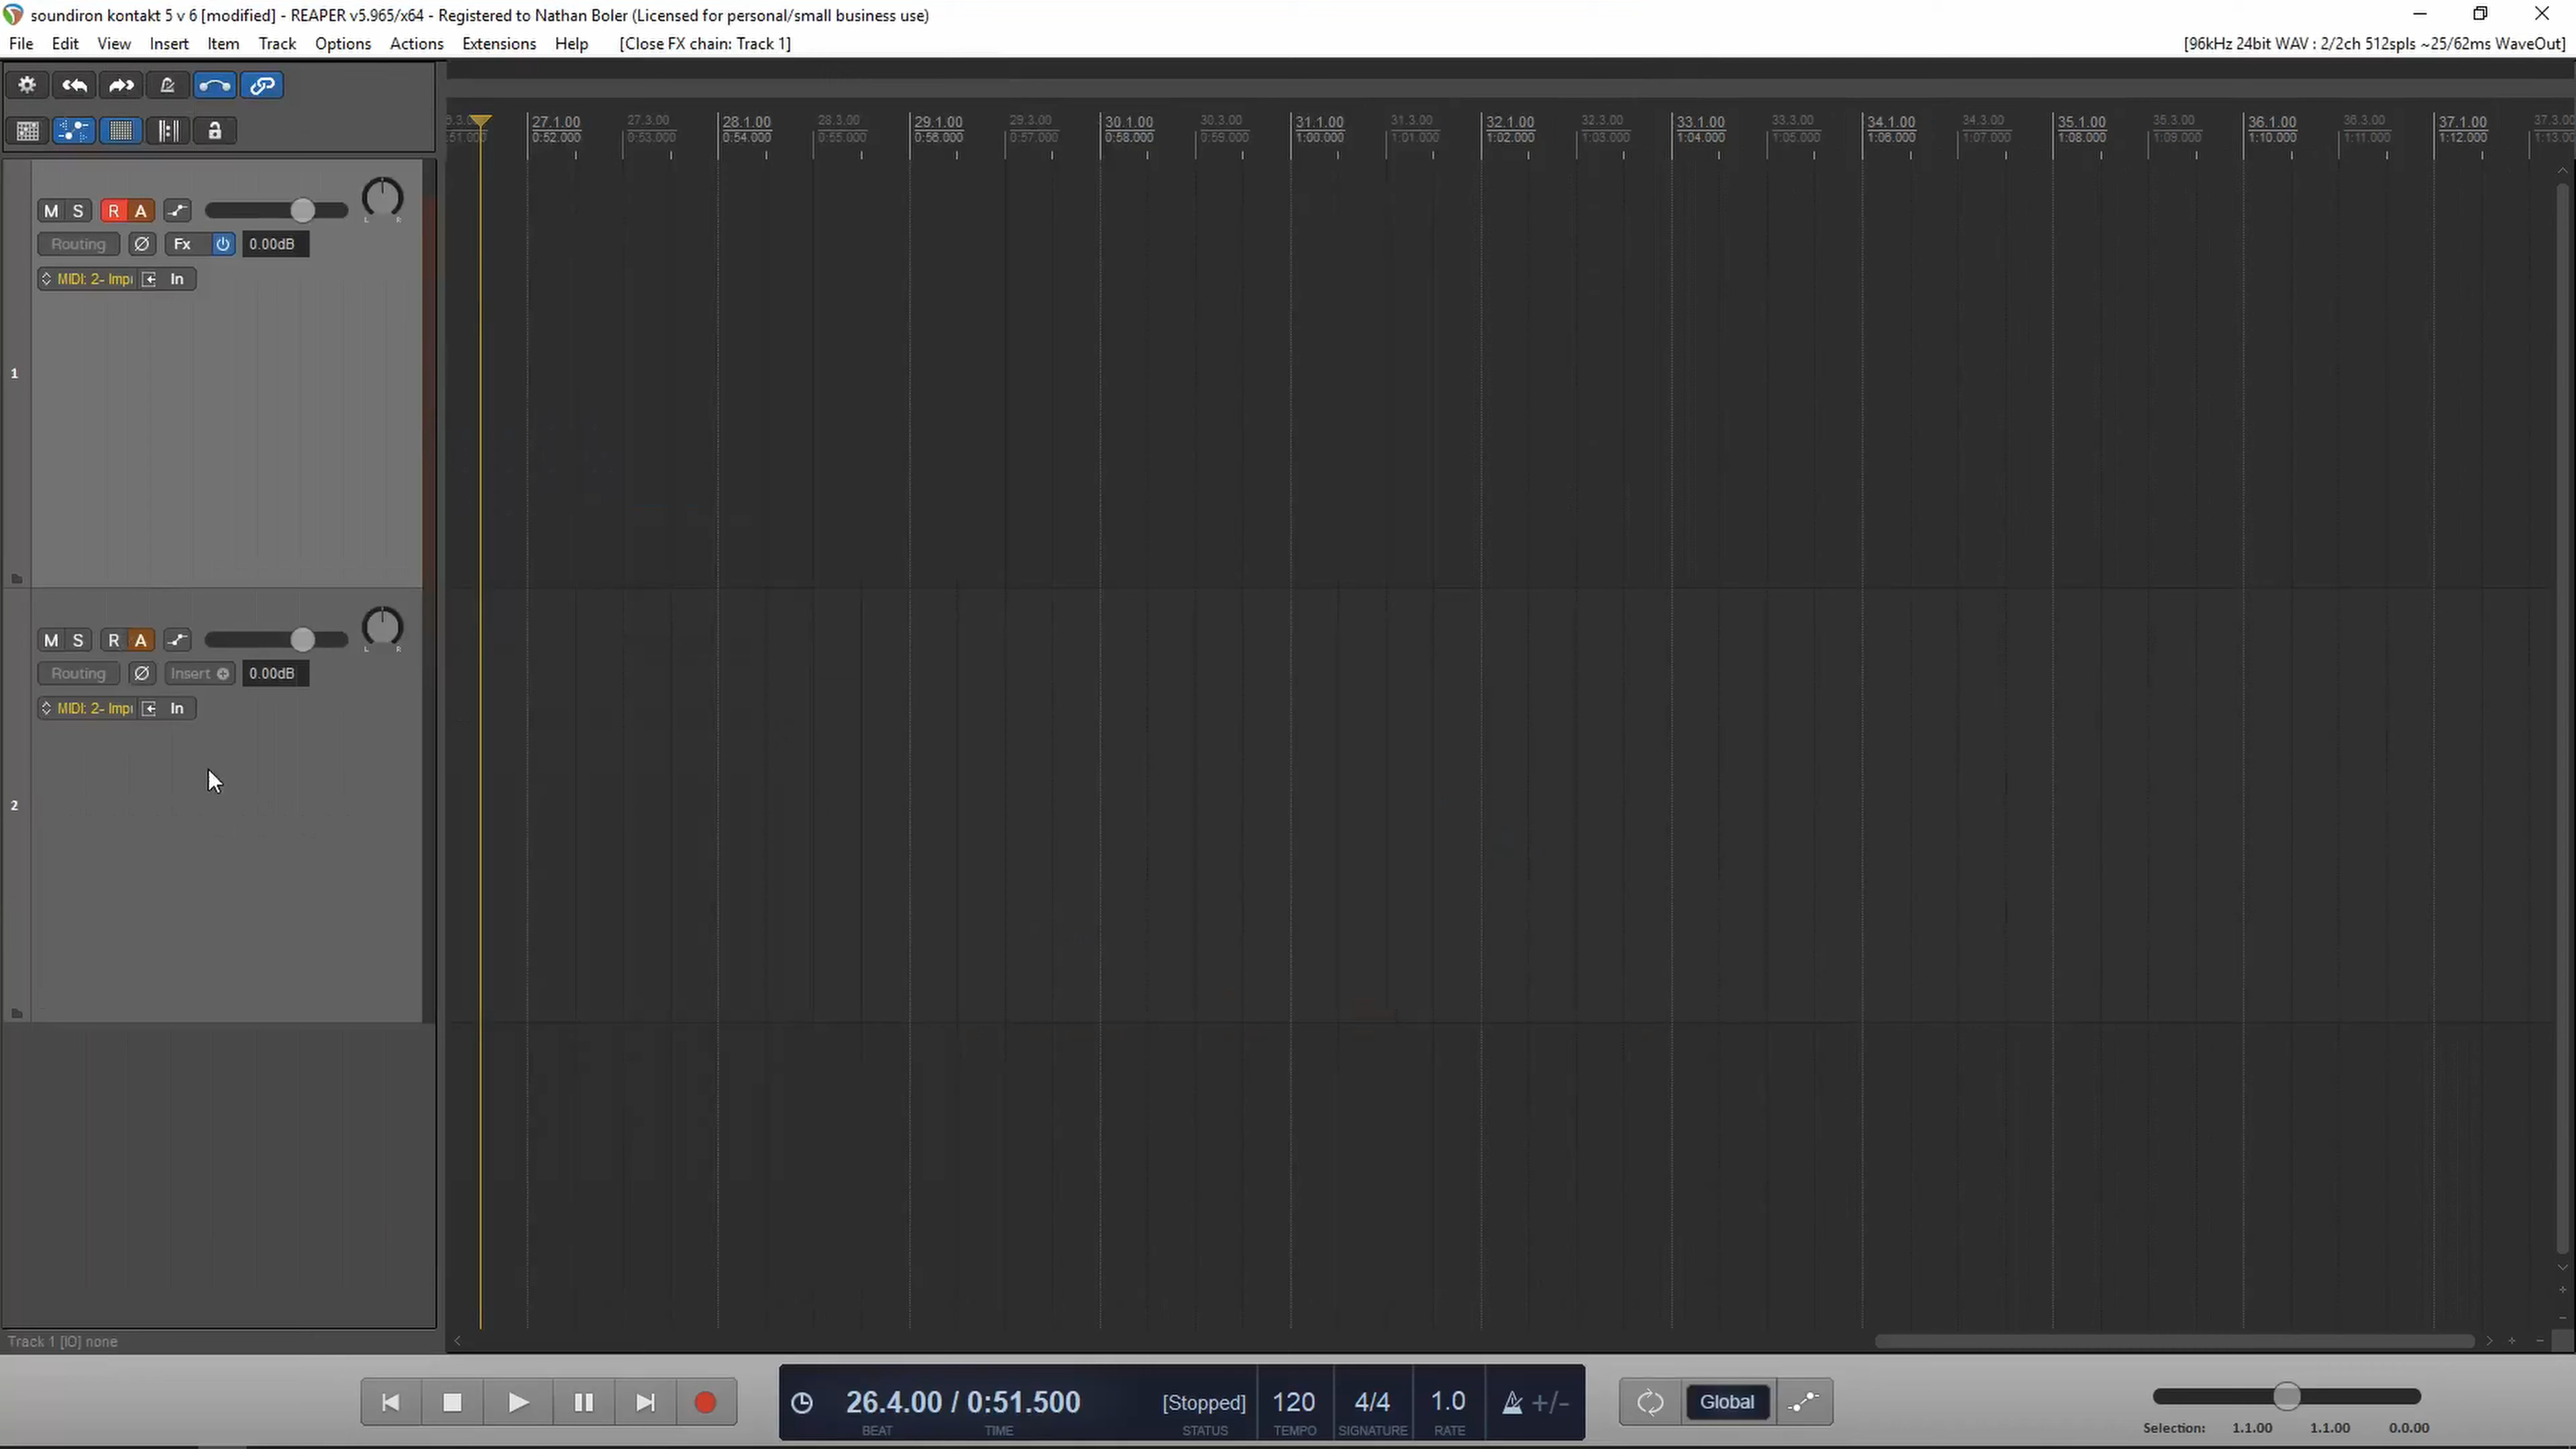 soundiron kontakt 5 v 6 [modified] - REAPER v5.965/x64 - Registered to Nathan Boler (Licensed for personal/small business use)
File Edit View Insert Item Track Options Actions Extensions Help [Close FX chain: Track 1] [96kHz 24bit WAV : 2/2ch 512spls ~25/62ms WaveOut]
27.1.00 27.3.00 28.1.00 28.3.00 29.1.00 29.3.00 30.1.00 30.3.00 31.1.00 31.3.00 32.1.00 32.3.00 33.1.00 33.3.00 34.1.00 34.3.00 35.1.00 35.3.00 36.1.00 36.3.00 37.1.00 37.3.00
0:52.000 0:53.000 0:54.000 0:55.000 0:56.000 0:57.000 0:58.000 0:59.000 1:00.000 1:01.000 1:02.000 1:03.000 1:04.000 1:05.000 1:06.000 1:07.000 1:08.000 1:09.000 1:10.000 1:11.000 1:12.000 1:13.00
M S R A
L R
Routing Ø Fx 0.00dB
MIDI: 2- Imp In
1
M S R A
L R
Routing Ø Insert 0.00dB
MIDI: 2- Imp In
2
Track 1 [IO] none
26.4.00 / 0:51.500 [Stopped] 120 4/4 1.0 +/- Global
BEAT TIME STATUS TEMPO SIGNATURE RATE
Selection: 1.1.00 1.1.00 0.0.00